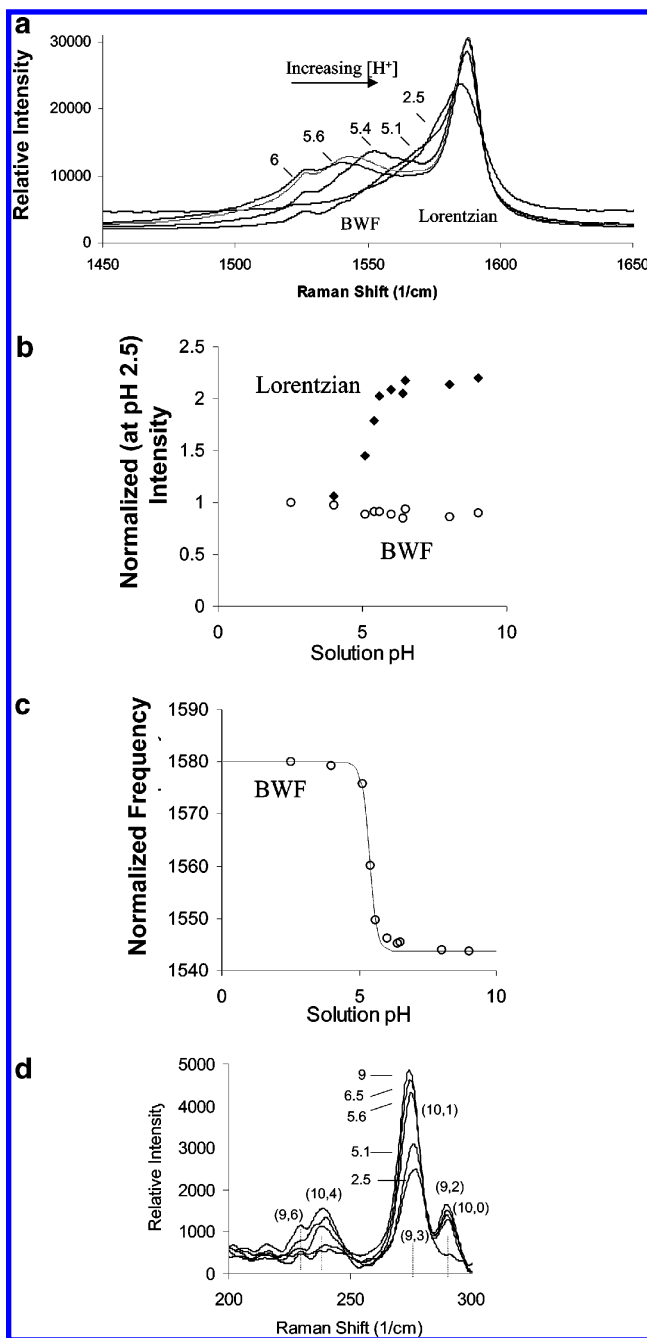 a
30000
20000
10000
0
Relative Intensity
Increasing [H+]
2.5
5.1
5.4
5.6
6
BWF
Lorentzian
1450
1500
1550
1600
1650
Raman Shift (1/cm)
b
Normalized (at pH 2.5)
Intensity
2.5
2
1.5
1
0.5
0
Lorentzian
BWF
0
5
10
Solution pH
c
Normalized Frequency
1590
1580
1570
1560
1550
1540
BWF
0
5
10
Solution pH
d
Relative Intensity
5000
4000
3000
2000
1000
0
9
6.5
5.6
5.1
2.5
(10,1)
(9,2)
(10,0)
(10,4)
(9,6)
(9,3)
200
250
300
Raman Shift (1/cm)